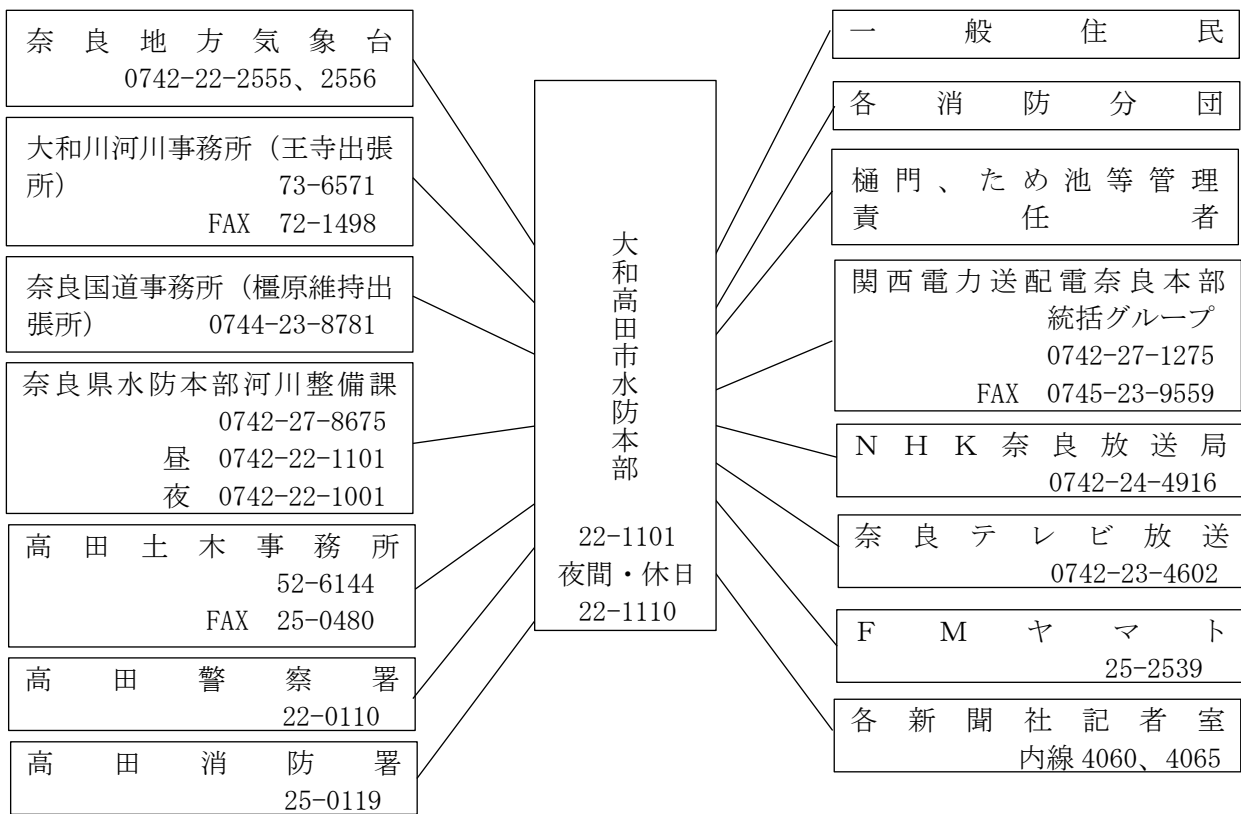 奈良地方気象台
0742-22-2555、2556
大和川河川事務所（王寺出張
所） 73-6571
FAX 72-1498
奈良国道事務所（橿原維持出
張所） 0744-23-8781
奈良県水防本部河川整備課
0742-27-8675
昼 0742-22-1101
夜 0742-22-1001
高田土木事務所
52-6144
FAX 25-0480
高田警察署
22-0110
高田消防署
25-0119
大和高田市水防本部
22-1101
夜間・休日
22-1110
一般住民
各消防分団
樋門、ため池等管理
責任者
関西電力送配電奈良本部
統括グループ
0742-27-1275
FAX 0745-23-9559
ＮＨＫ奈良放送局
0742-24-4916
奈良テレビ放送
0742-23-4602
ＦＭヤマト
25-2539
各新聞社記者室
内線 4060、4065